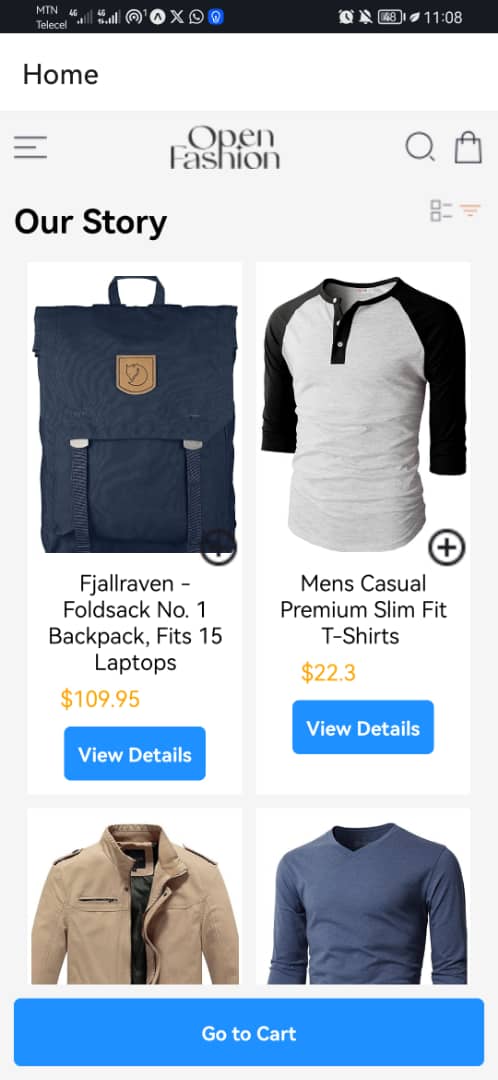 MTN
Telecel
4G
4G
1
48
11:08
Home
Open
Fashion
Our Story
Fjallraven -
Foldsack No. 1
Backpack, Fits 15
Laptops
$109.95
View Details
Mens Casual
Premium Slim Fit
T-Shirts
$22.3
View Details
Go to Cart